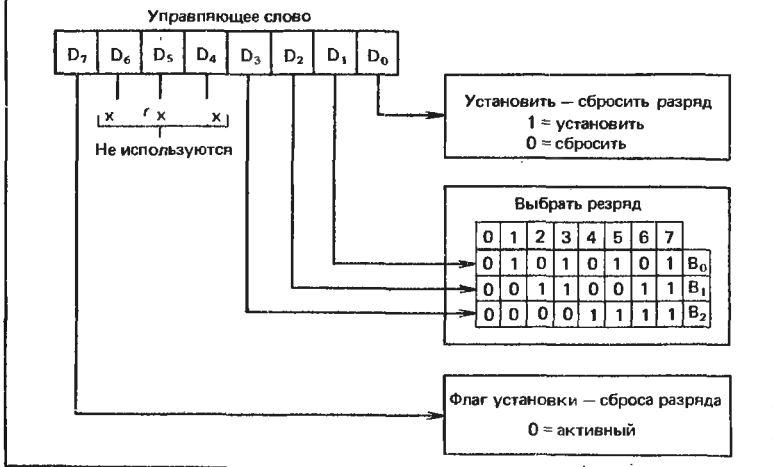 Управпяющее слово
D₇ D₆ D₅ D₄ D₃ D₂ D₁ D₀
x r x x
Не используются
Установить — сбросить разряд
1 = установить
0 = сбросить
Выбрать резряд
0 1 2 3 4 5 6 7
0 1 0 1 0 1 0 1 B₀
0 0 1 1 0 0 1 1 B₁
0 0 0 0 1 1 1 1 B₂
Флаг установки — сброса разряда
0 = активный